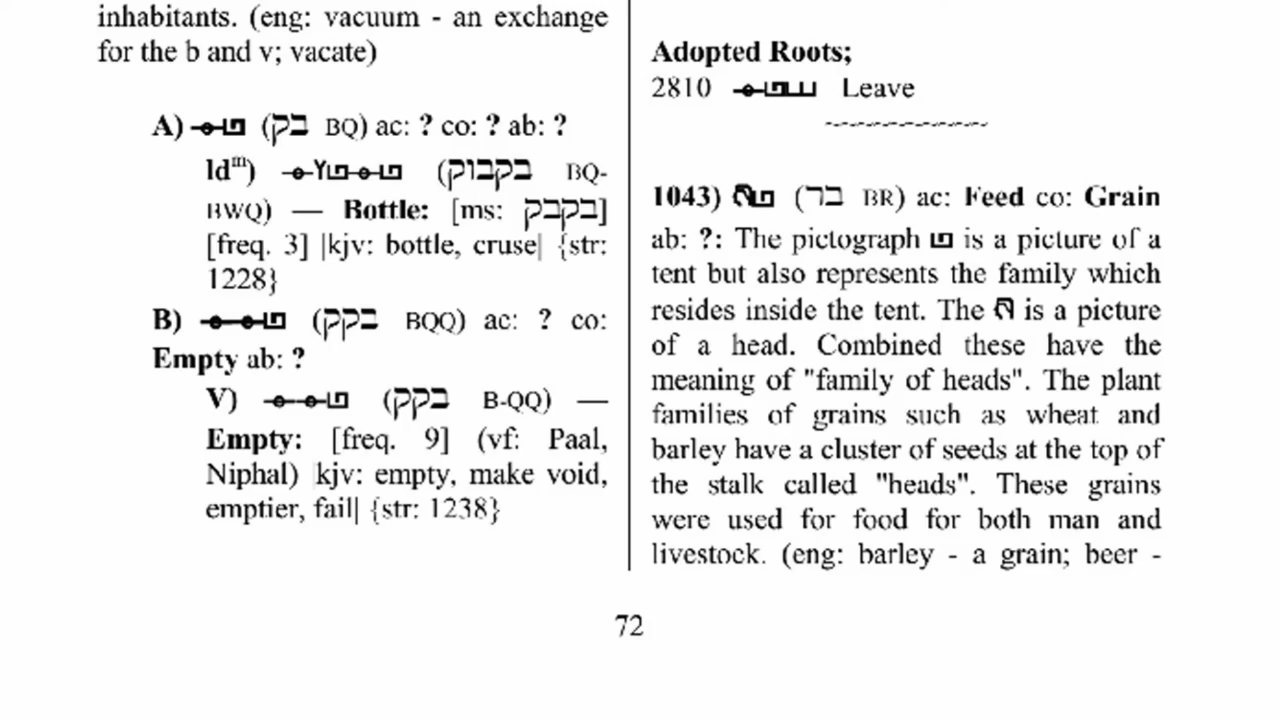 inhabitants. (eng: vacuum - an exchange
for the b and v; vacate)
A) (בק BQ) ac: ? co: ? ab: ?
ldᵐ) (בקבוק BQ-
BWQ) — Bottle: [ms: בקבק]
[freq. 3] |kjv: bottle, cruse| {str:
1228}
B) (בקק BQQ) ac: ? co:
Empty ab: ?
V) (בקק B-QQ) —
Empty: [freq. 9] (vf: Paal,
Niphal) |kjv: empty, make void,
emptier, fail| {str: 1238}
Adopted Roots;
2810 Leave
1043) (בר BR) ac: Feed co: Grain
ab: ?: The pictograph is a picture of a
tent but also represents the family which
resides inside the tent. The is a picture
of a head. Combined these have the
meaning of "family of heads". The plant
families of grains such as wheat and
barley have a cluster of seeds at the top of
the stalk called "heads". These grains
were used for food for both man and
livestock. (eng: barley - a grain; beer -
72